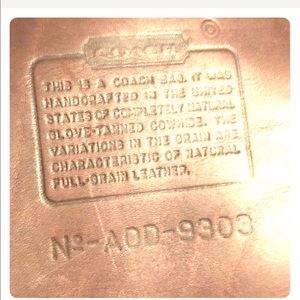 COACH ©
THIS IS A COACH BAG. IT WAS
HANDCRAFTED IN THE UNITED
STATES OF COMPLETELY NATURAL
GLOVE-TANNED COWHIDE. THE
VARIATIONS IN THE GRAIN ARE
CHARACTERISTIC OF NATURAL
FULL-GRAIN LEATHER.
Nº-AOD-9303